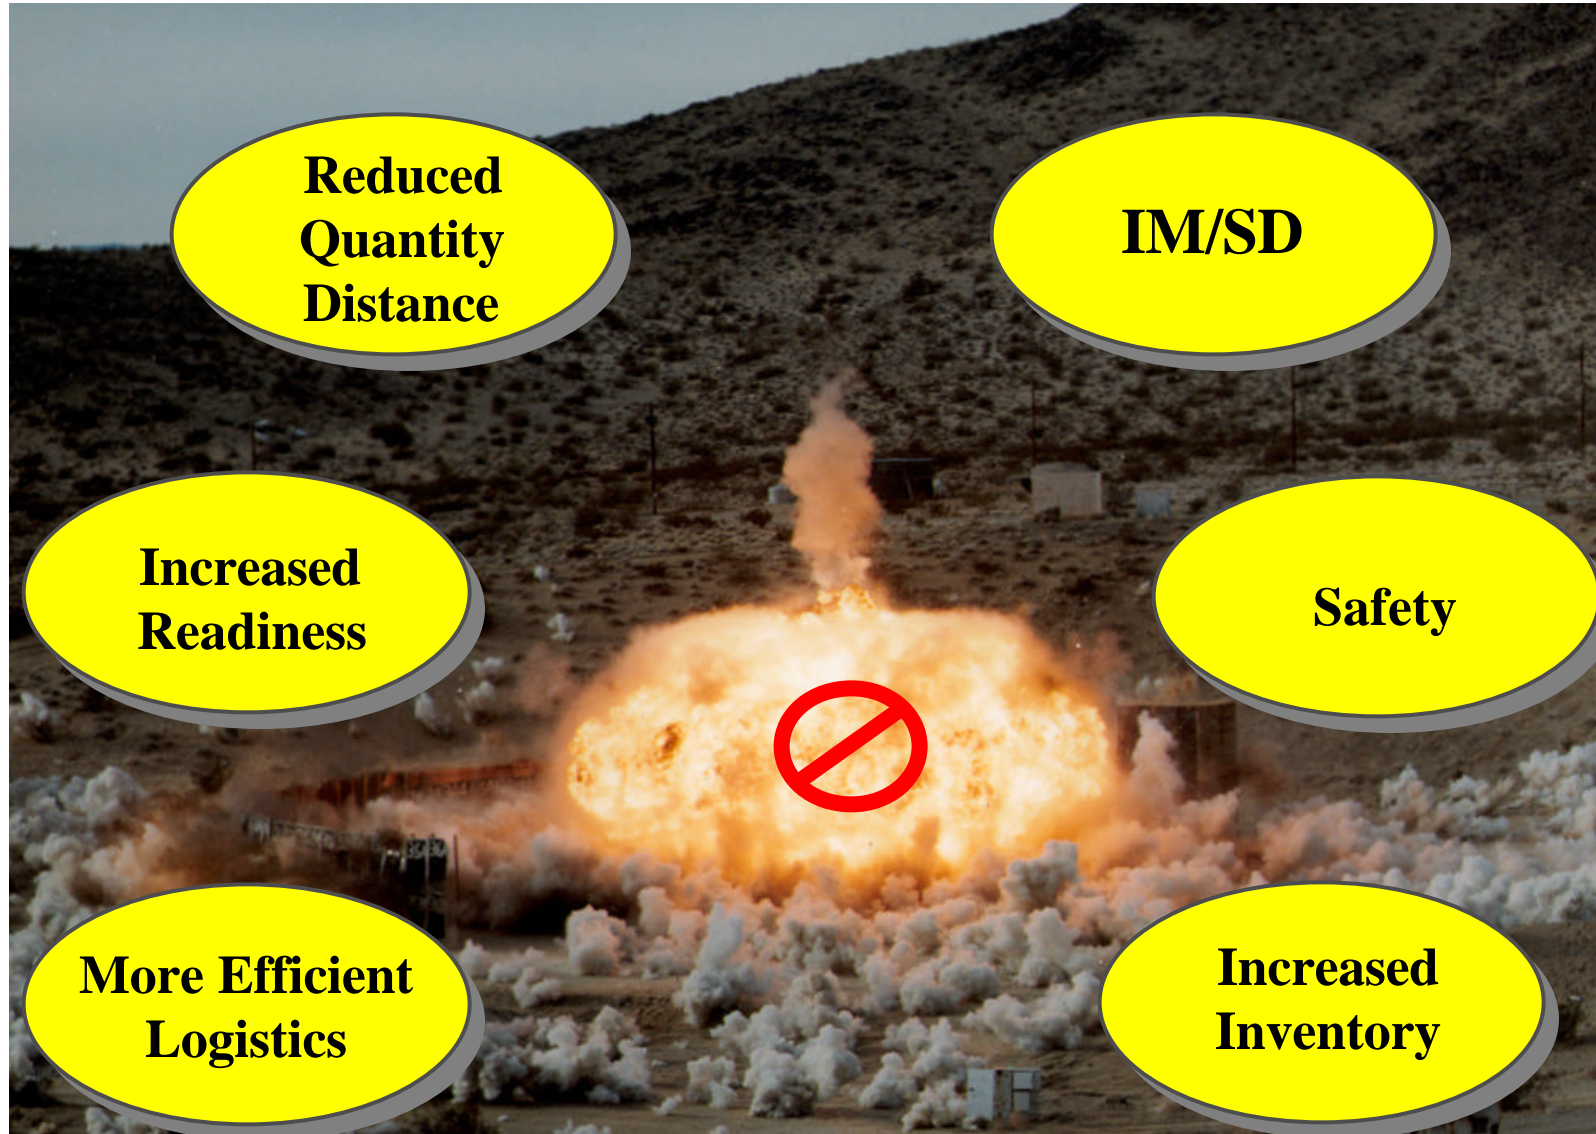 Reduced
Quantity
Distance
IM/SD
Increased
Readiness
Safety
More Efficient
Logistics
Increased
Inventory